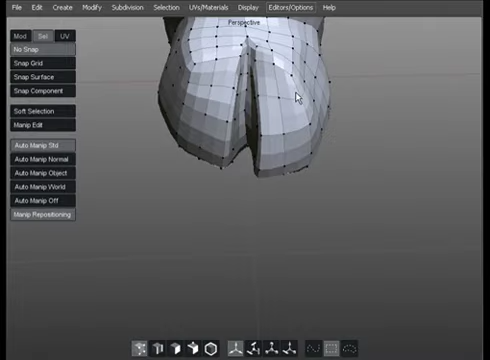 File Edit Create Modify Subdivision Selection UVs/Materials Display Editors/Options Help
Perspective
Mod Sel UV
No Snap
Snap Grid
Snap Surface
Snap Component
Soft Selection
Manip Edit
Auto Manip Std
Auto Manip Normal
Auto Manip Object
Auto Manip World
Auto Manip Off
Manip Repositioning